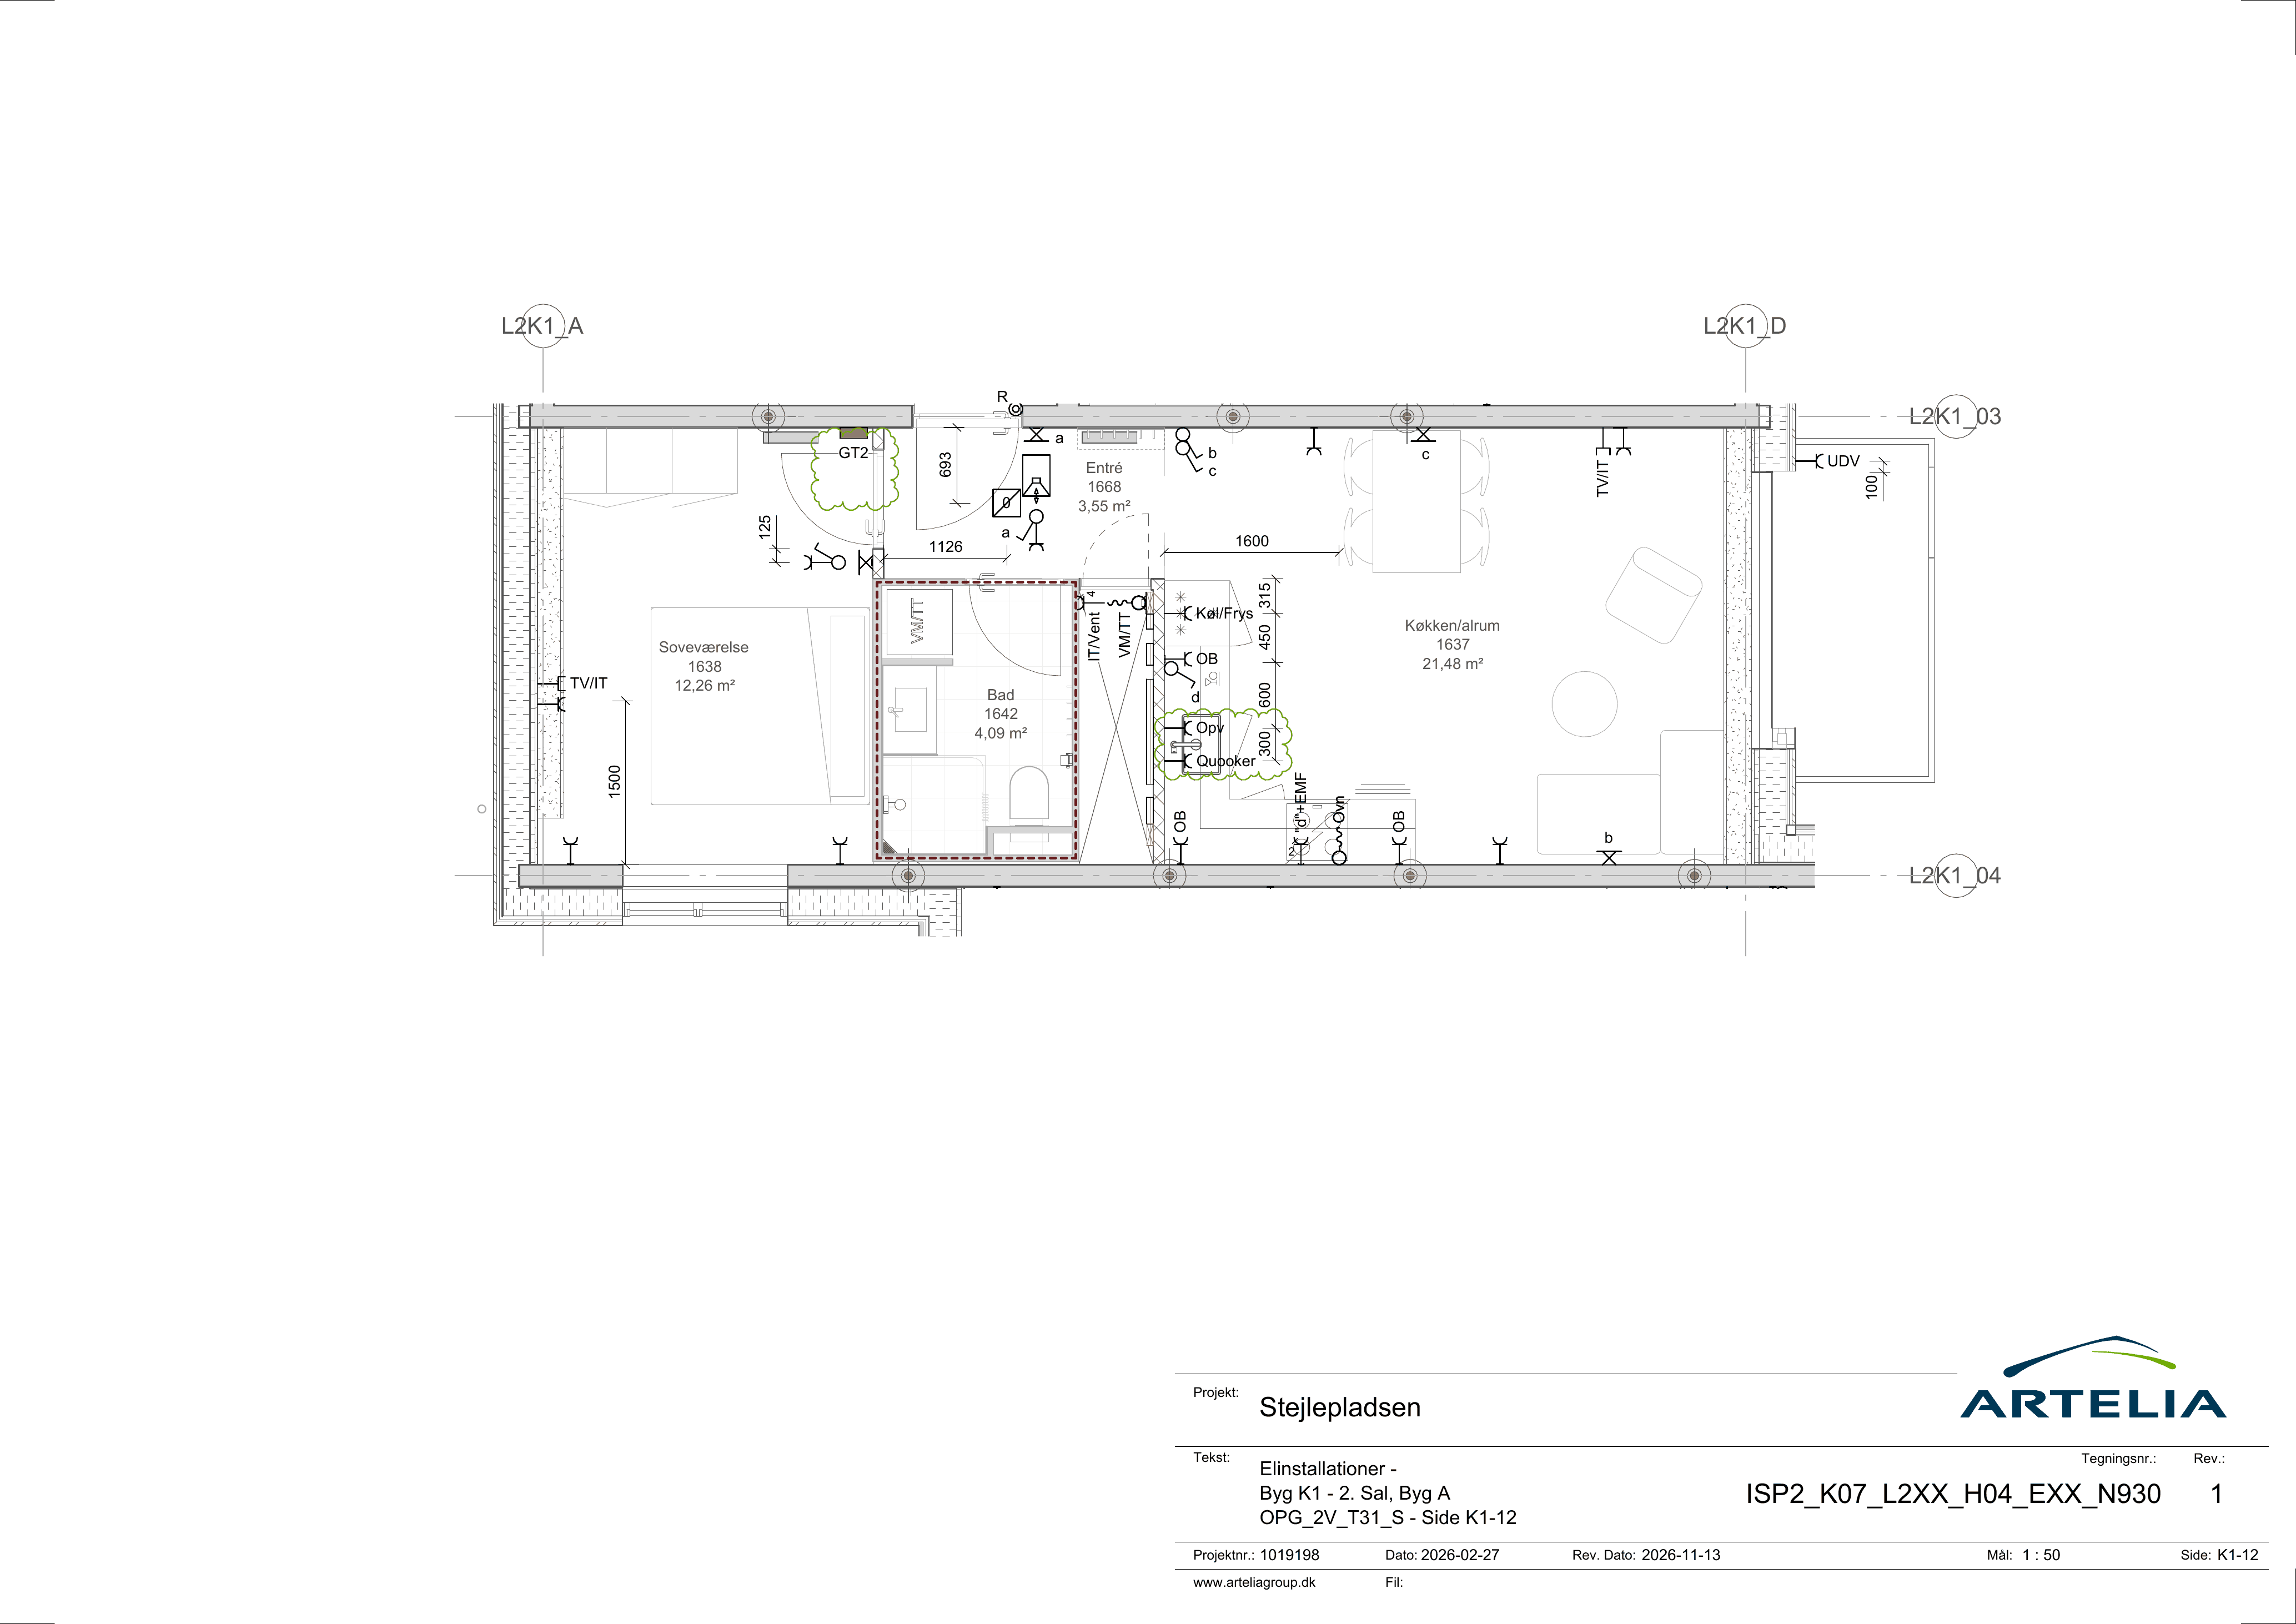 L2K1_A
L2K1_D
R
L2K1_03
a
b
c
c
GT2
693
0
a
Entré
1668
3,55 m²
TV/IT
UDV
100
125
1126
1600
VM/TT
4
IT/Vent
VM/TT
Køl/Frys
315
450
Køkken/alrum
1637
21,48 m²
Soveværelse
1638
12,26 m²
TV/IT
OB
d
600
Bad
1642
4,09 m²
Opv
300
Quooker
1500
OB
2
"d"+EMF
Ovn
OB
b
L2K1_04
Projekt:
Stejlepladsen
ARTELIA
Tekst:
Elinstallationer -
Byg K1 - 2. Sal, Byg A
OPG_2V_T31_S - Side K1-12
Tegningsnr.:
Rev.:
ISP2_K07_L2XX_H04_EXX_N930
1
Projektnr.: 1019198
Dato: 2026-02-27
Rev. Dato: 2026-11-13
Mål: 1 : 50
Side: K1-12
www.arteliagroup.dk
Fil: